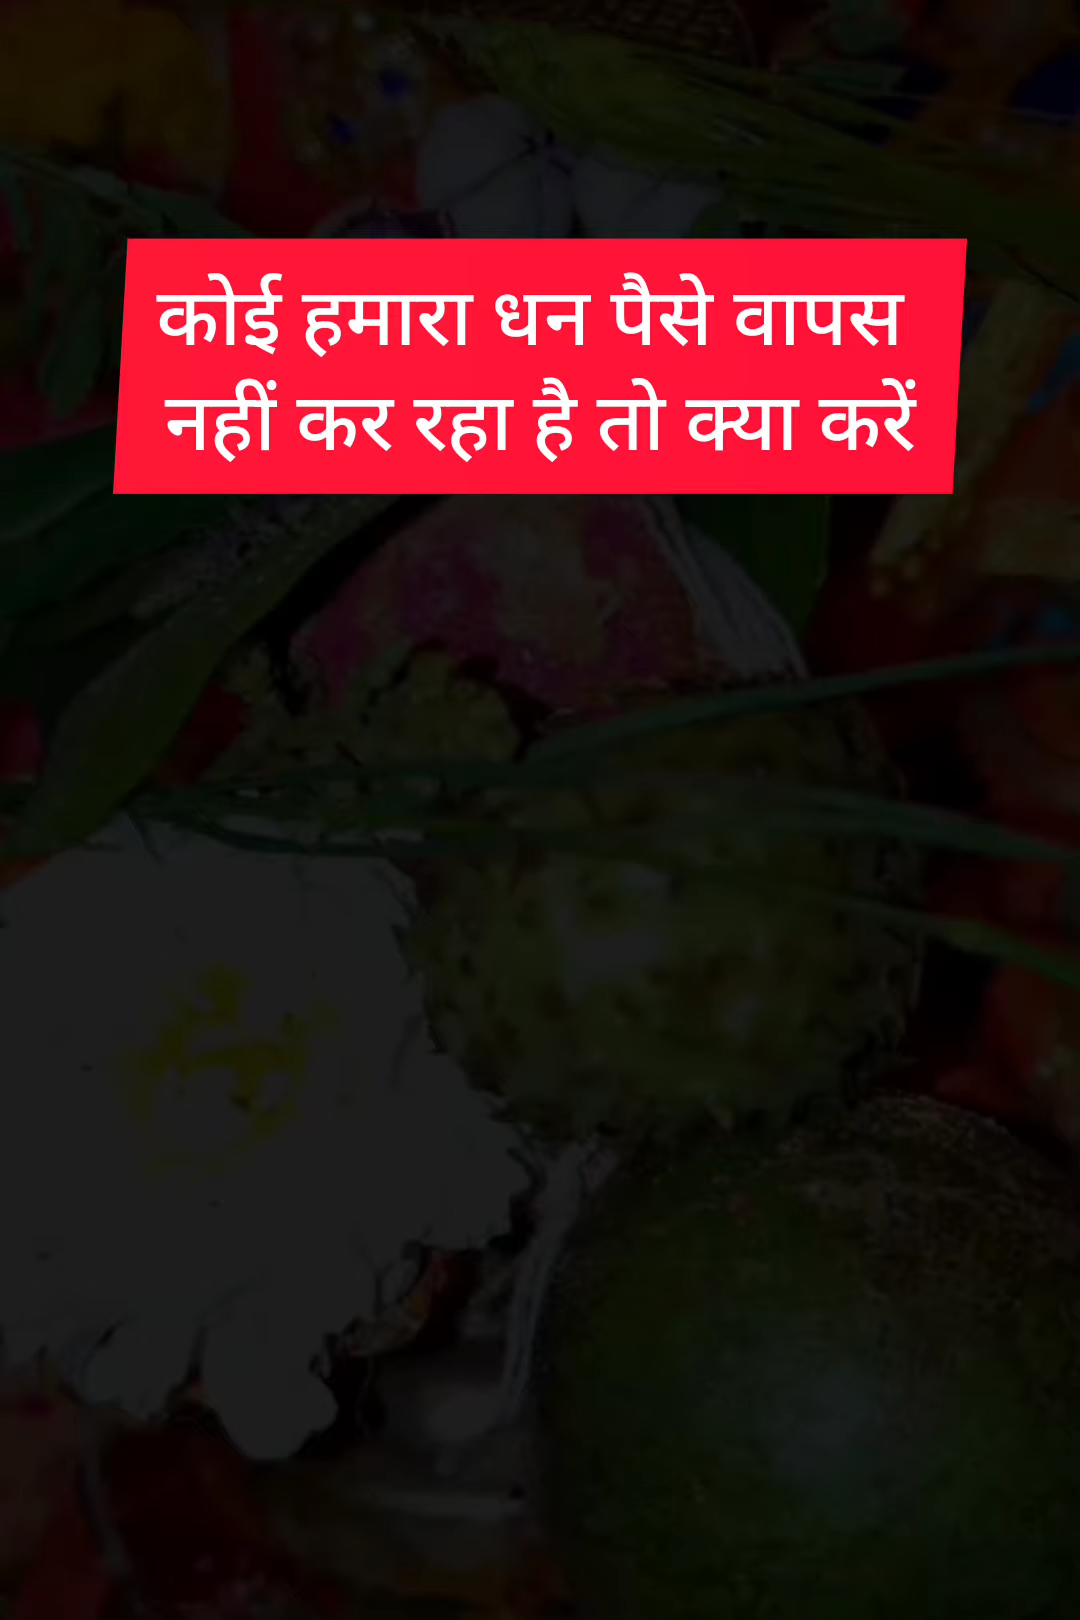 कोई हमारा धन पैसे वापस
नहीं कर रहा है तो क्या करें